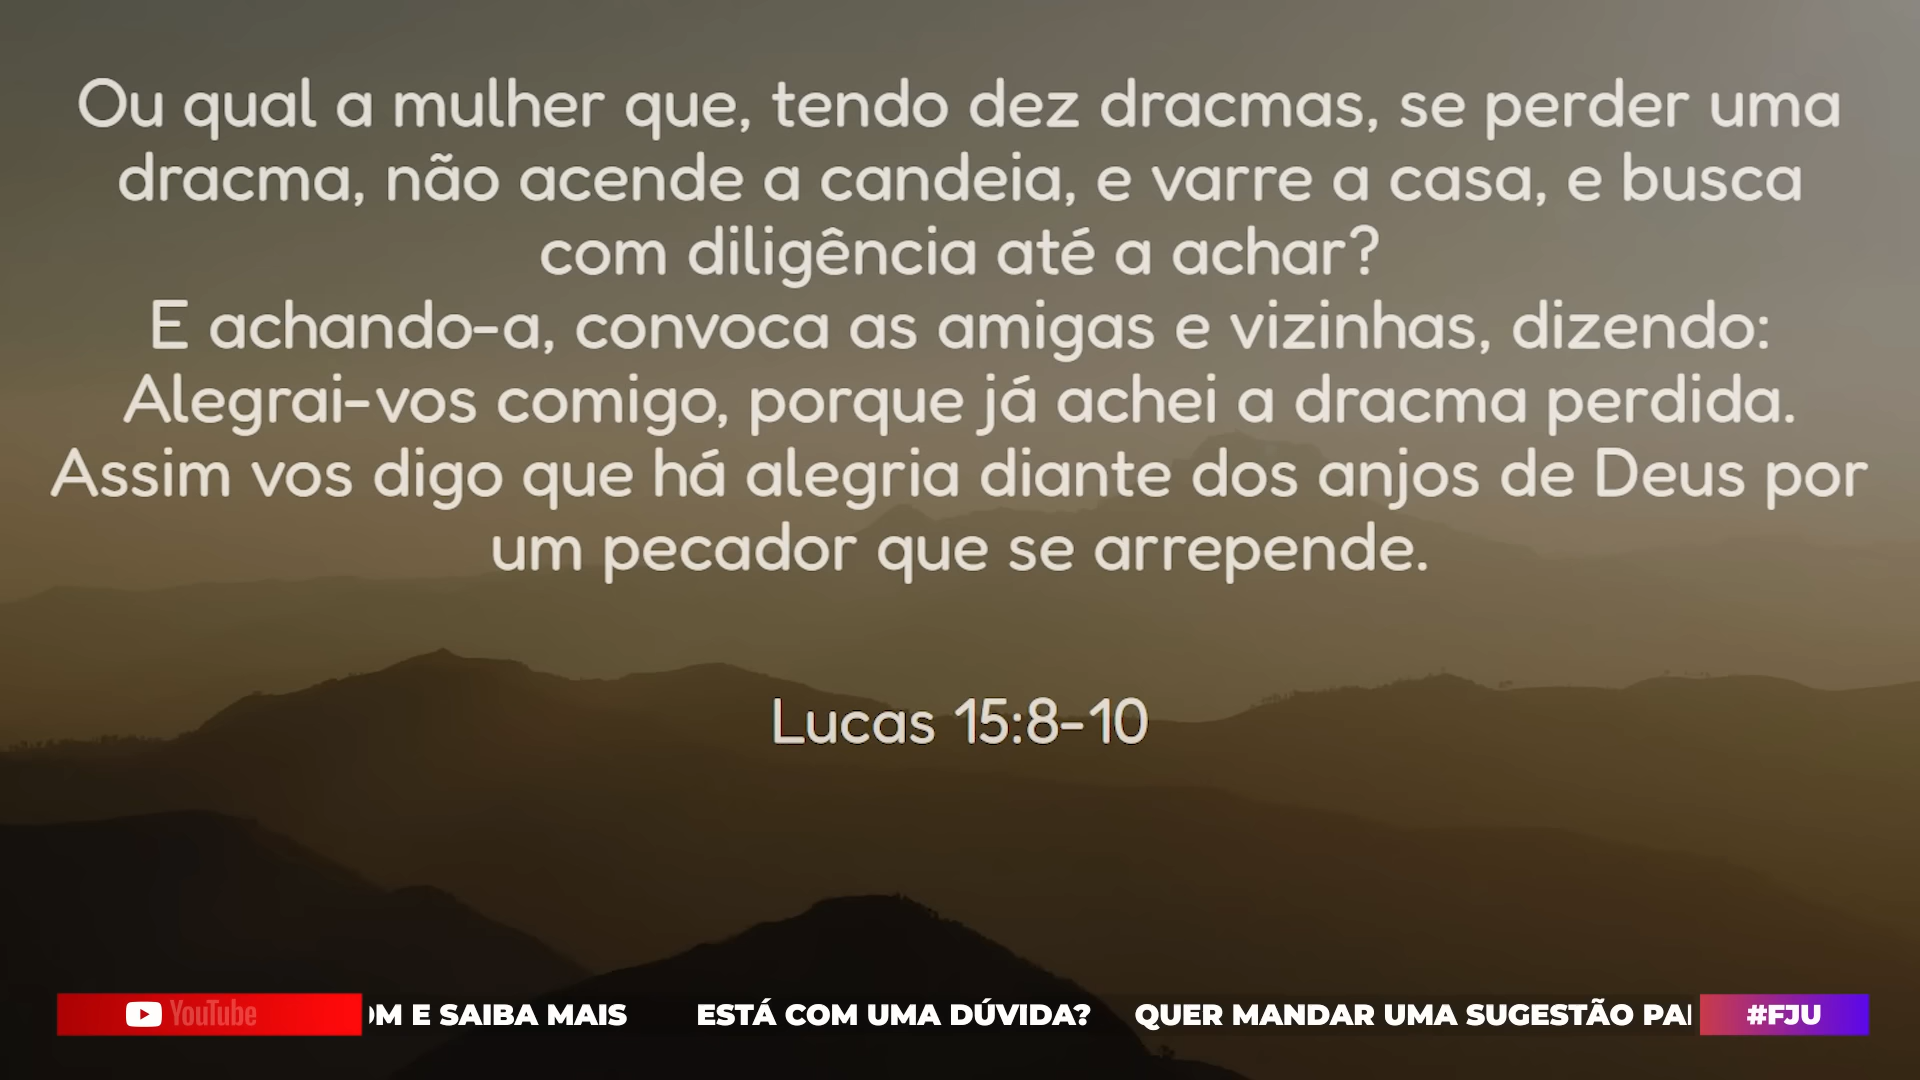 Ou qual a mulher que, tendo dez dracmas, se perder uma
dracma, não acende a candeia, e varre a casa, e busca
com diligência até a achar?
E achando-a, convoca as amigas e vizinhas, dizendo:
Alegrai-vos comigo, porque já achei a dracma perdida.
Assim vos digo que há alegria diante dos anjos de Deus por
um pecador que se arrepende.
Lucas 15:8-10
YouTube
E SAIBA MAIS ESTÁ COM UMA DÚVIDA? QUER MANDAR UMA SUGESTÃO
#FJU